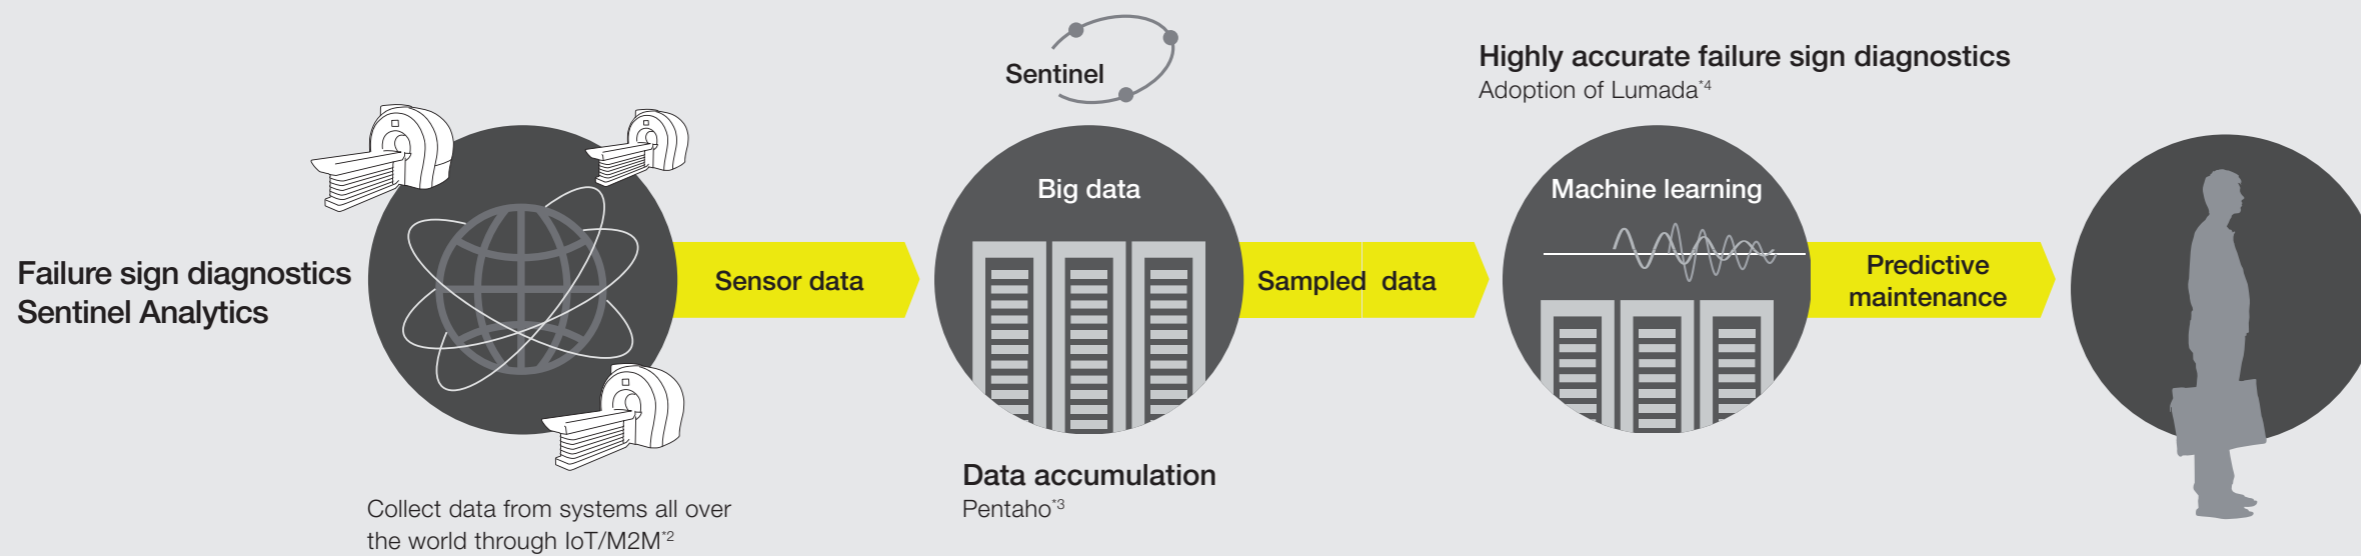 Failure sign diagnostics
Sentinel Analytics
Collect data from systems all over
the world through IoT/M2M*2
Sensor data
Sentinel
Big data
Data accumulation
Pentaho*3
Sampled data
Highly accurate failure sign diagnostics
Adoption of Lumada*4
Machine learning
Predictive
maintenance